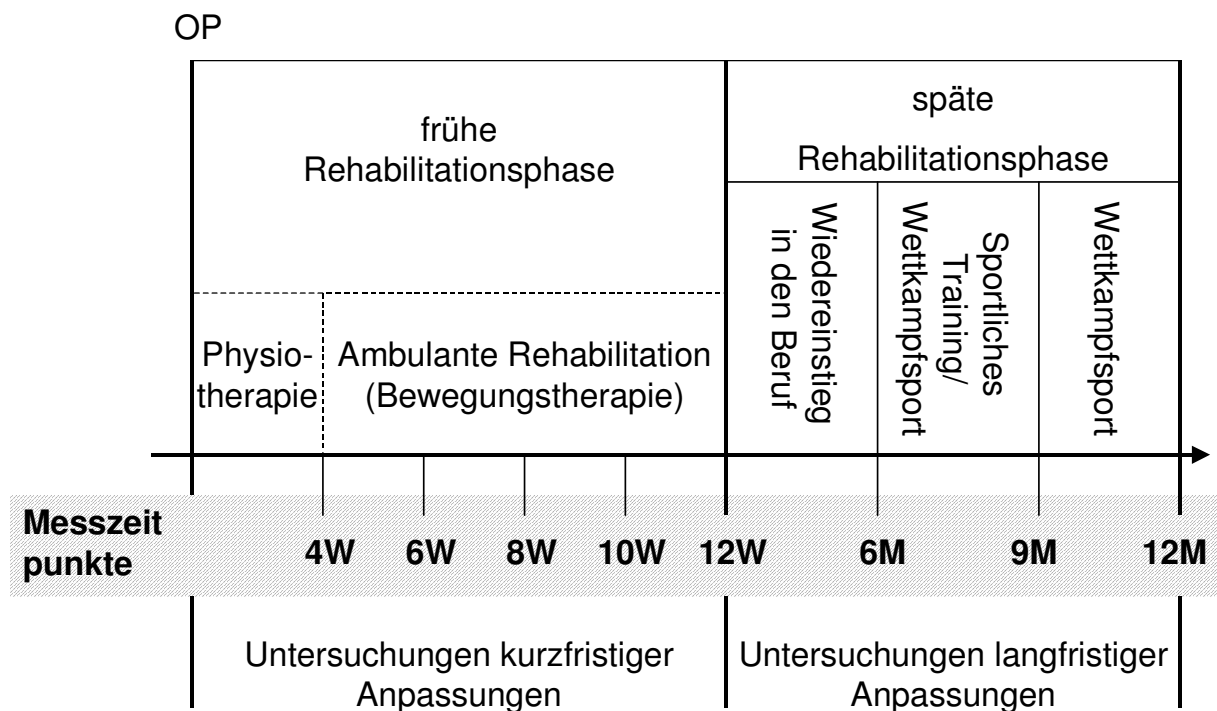 OP
frühe
Rehabilitationsphase
späte
Rehabilitationsphase
Physio-
therapie
Ambulante Rehabilitation
(Bewegungstherapie)
Wiedereinstieg
in den Beruf
Sportliches
Training/
Wettkampfsport
Wettkampfsport
Messzeit
punkte
4W 6W 8W 10W 12W 6M 9M 12M
Untersuchungen kurzfristiger
Anpassungen
Untersuchungen langfristiger
Anpassungen